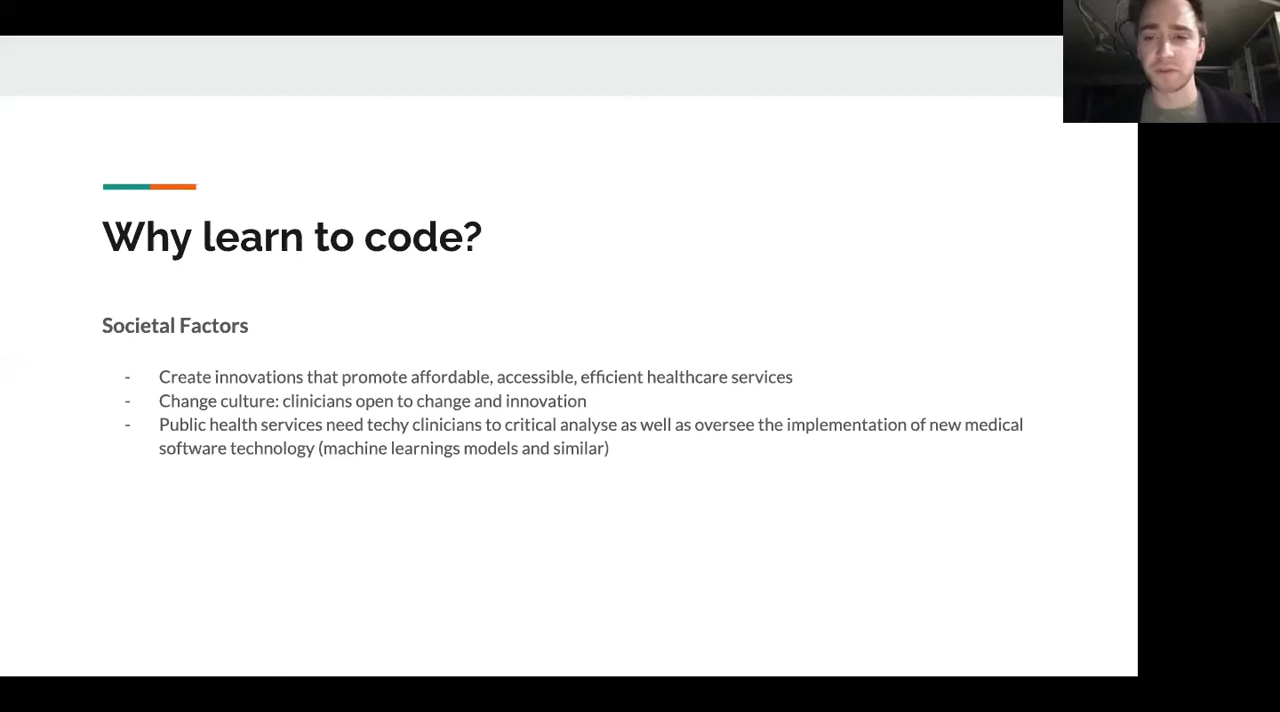 Why learn to code?
Societal Factors
- Create innovations that promote affordable, accessible, efficient healthcare services
- Change culture: clinicians open to change and innovation
- Public health services need techy clinicians to critical analyse as well as oversee the implementation of new medical
software technology (machine learnings models and similar)